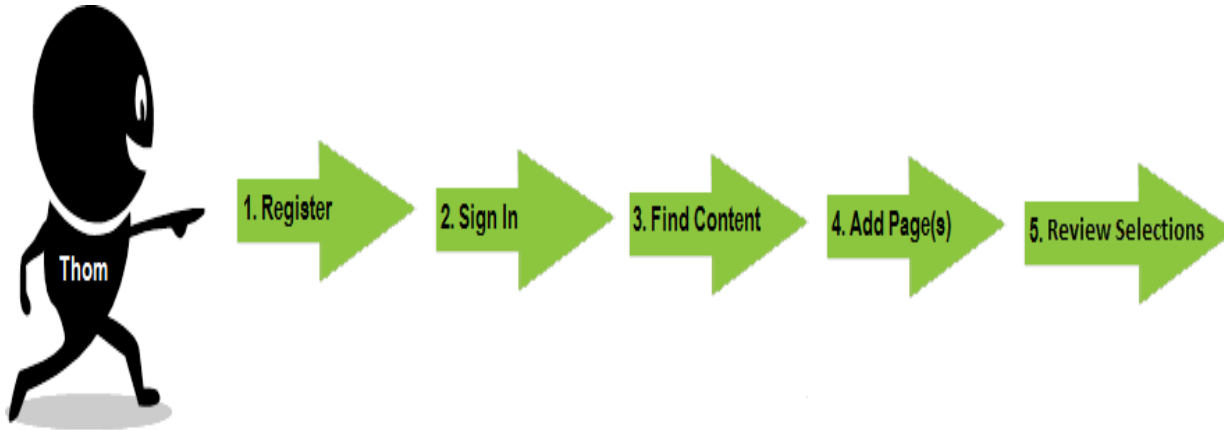 Thom
1. Register
2. Sign In
3. Find Content
4. Add Page(s)
5. Review Selections